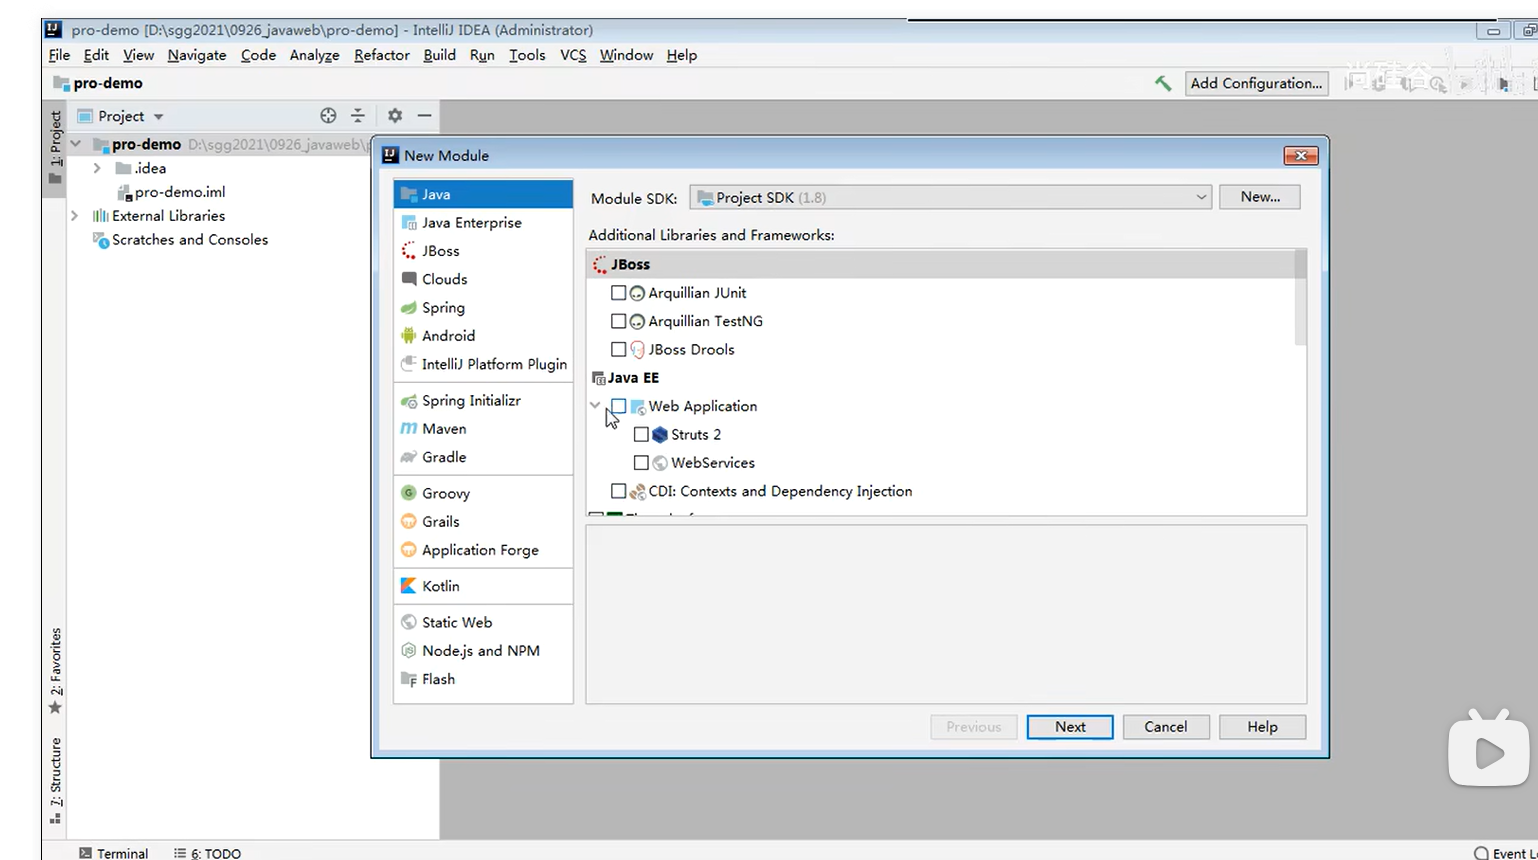 pro-demo [D:\sgg2021\0926_javaweb\pro-demo] - IntelliJ IDEA (Administrator)
File Edit View Navigate Code Analyze Refactor Build Run Tools VCS Window Help
pro-demo
Add Configuration...
尚硅谷
1: Project
Project
pro-demo D:\sgg2021\0926_javaweb\
.idea
pro-demo.iml
External Libraries
Scratches and Consoles
New Module
Java
Java Enterprise
JBoss
Clouds
Spring
Android
IntelliJ Platform Plugin
Spring Initializr
Maven
Gradle
Groovy
Grails
Application Forge
Kotlin
Static Web
Node.js and NPM
Flash
Module SDK: Project SDK (1.8) New...
Additional Libraries and Frameworks:
JBoss
Arquillian JUnit
Arquillian TestNG
JBoss Drools
Java EE
Web Application
Struts 2
WebServices
CDI: Contexts and Dependency Injection
Previous Next Cancel Help
2: Favorites
7: Structure
Terminal 6: TODO Event